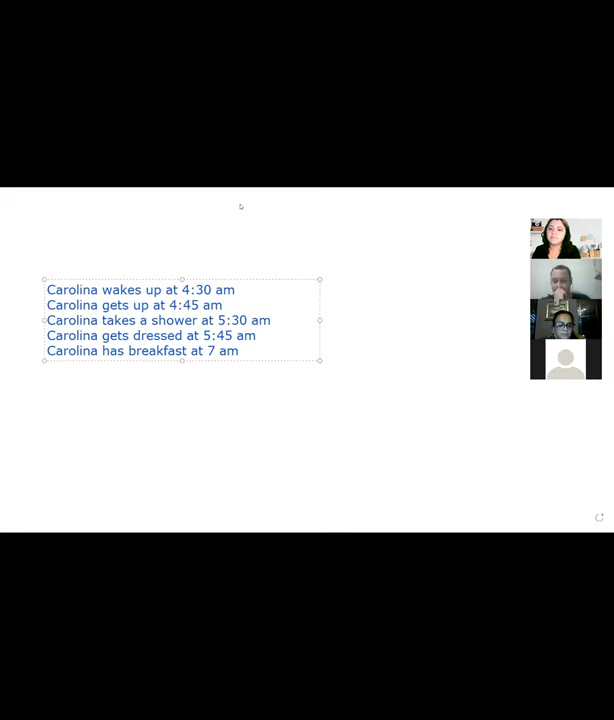 Carolina wakes up at 4:30 am
Carolina gets up at 4:45 am
Carolina takes a shower at 5:30 am
Carolina gets dressed at 5:45 am
Carolina has breakfast at 7 am